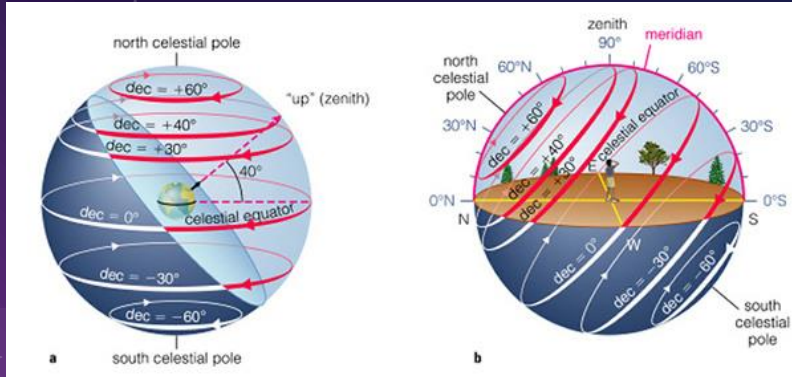 north celestial pole
dec = +60°
"up" (zenith)
dec = +40°
dec = +30°
40°
dec = 0°
celestial equator
dec = −30°
dec = −60°
a
south celestial pole
zenith
90°
meridian
north
celestial
pole
60°N
60°S
30°N
30°S
dec = +60°
dec = +40°
dec = +30°
E
celestial equator
0°N
0°S
N
S
W
dec = 0°
dec = −30°
dec = −60°
south
celestial
pole
b